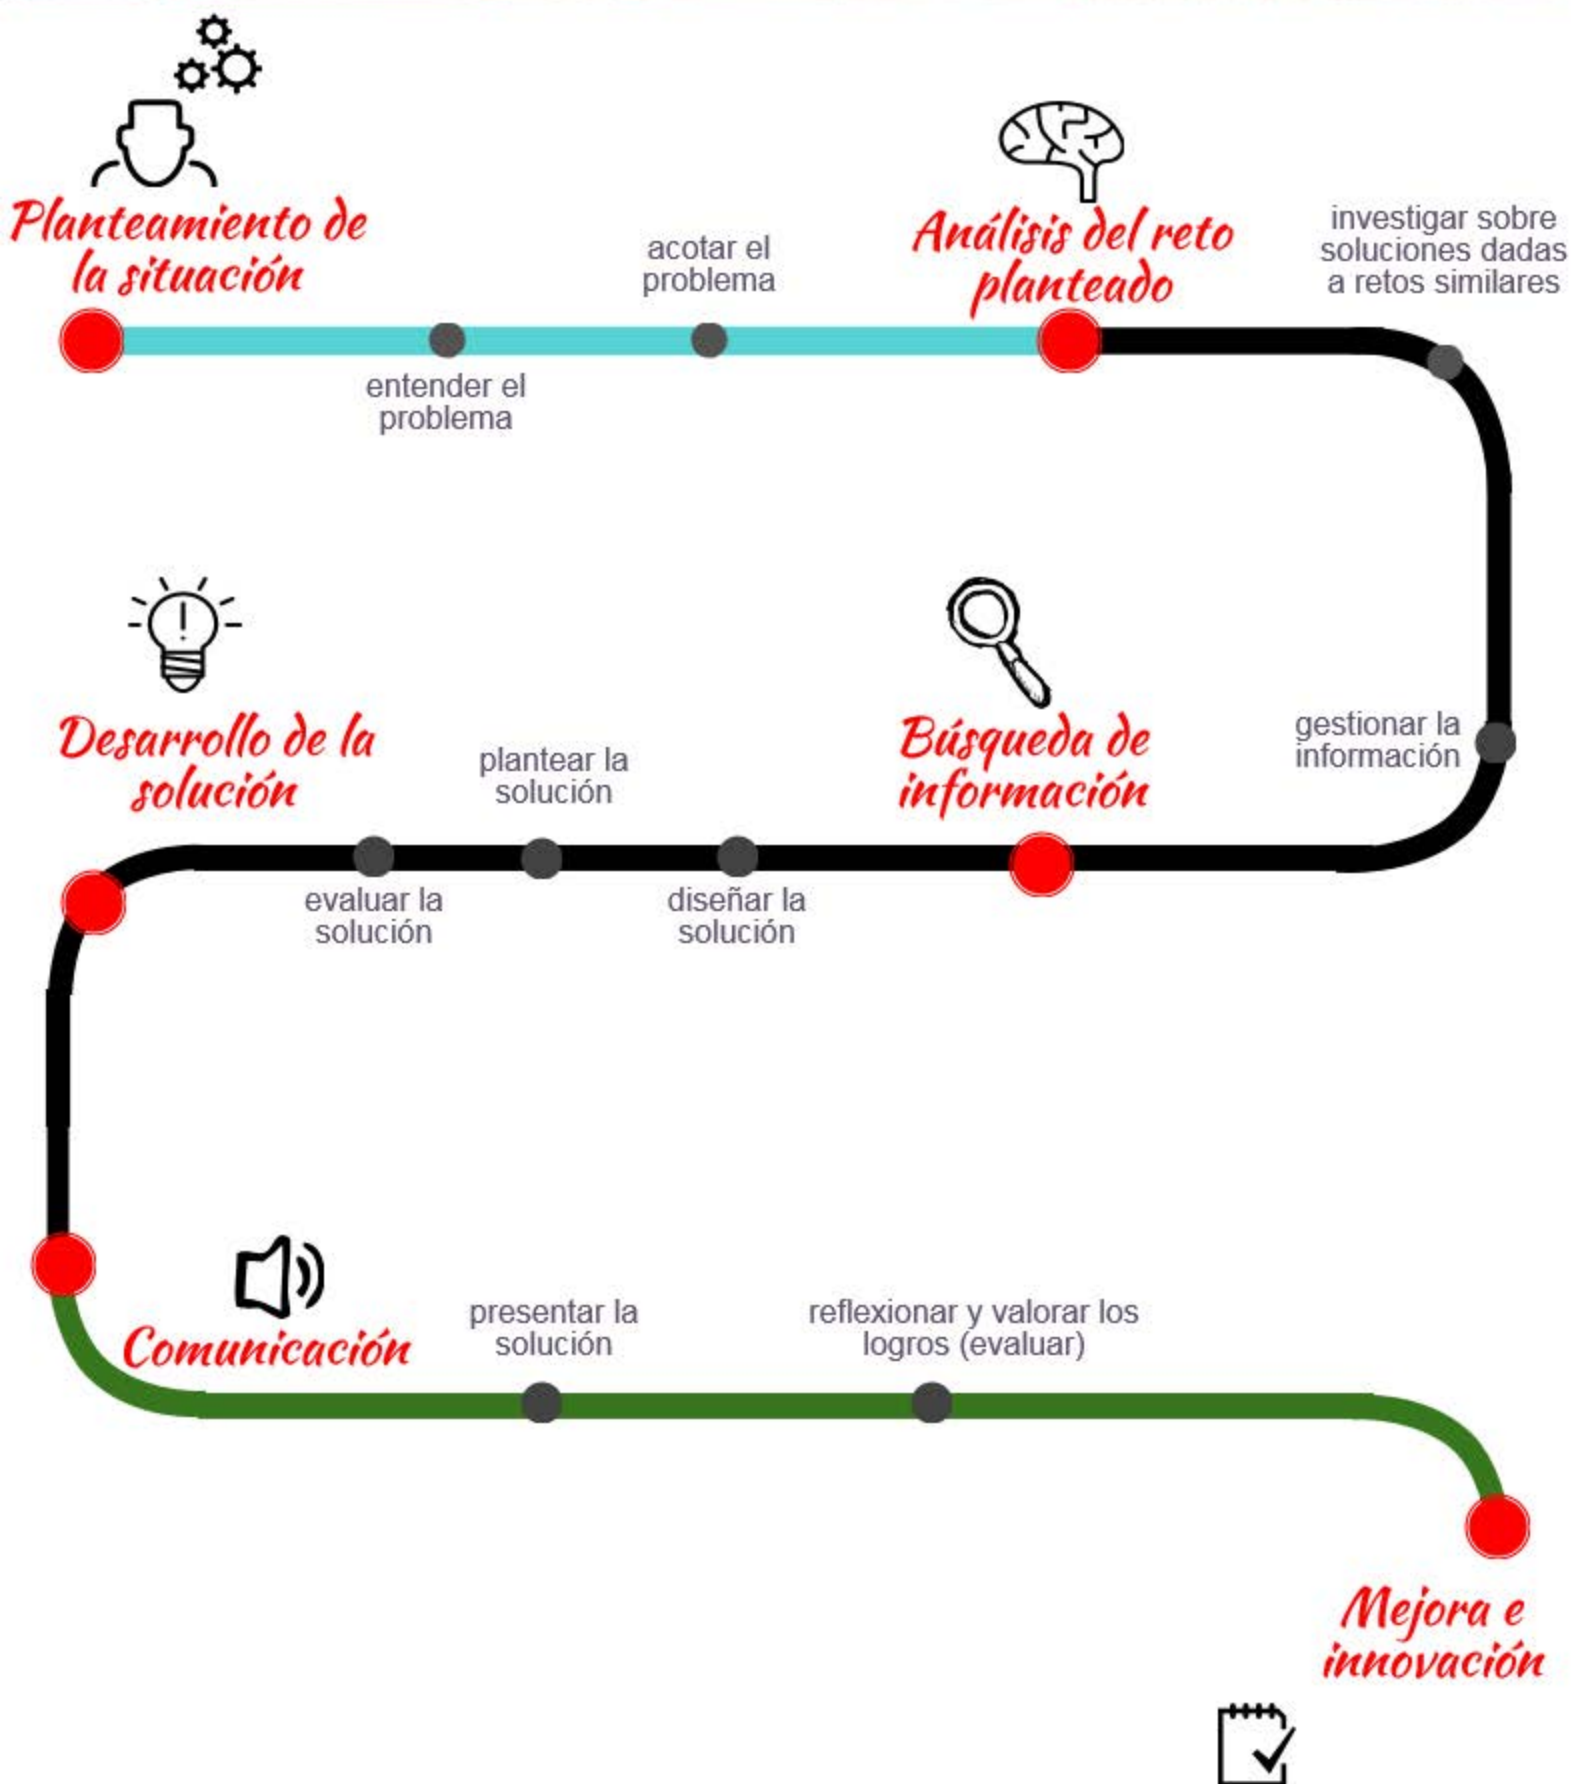 Planteamiento de
la situación
entender el
problema
acotar el
problema
Análisis del reto
planteado
investigar sobre
soluciones dadas
a retos similares
gestionar la
información
Búsqueda de
información
diseñar la
solución
plantear la
solución
evaluar la
solución
Desarrollo de la
solución
Comunicación
presentar la
solución
reflexionar y valorar los
logros (evaluar)
Mejora e
innovación